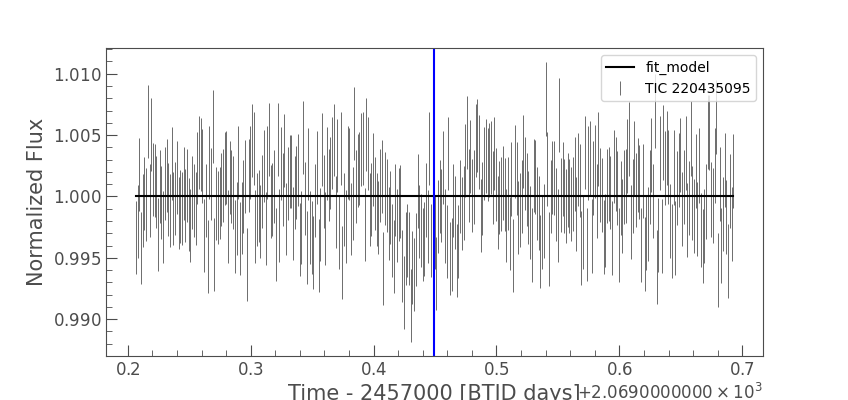 fit_model
TIC 220435095
1.010
1.005
1.000
0.995
0.990
Normalized Flux
0.2 0.3 0.4 0.5 0.6 0.7
Time - 2457000 [BTJD days]
+2.0690000000 × 10³